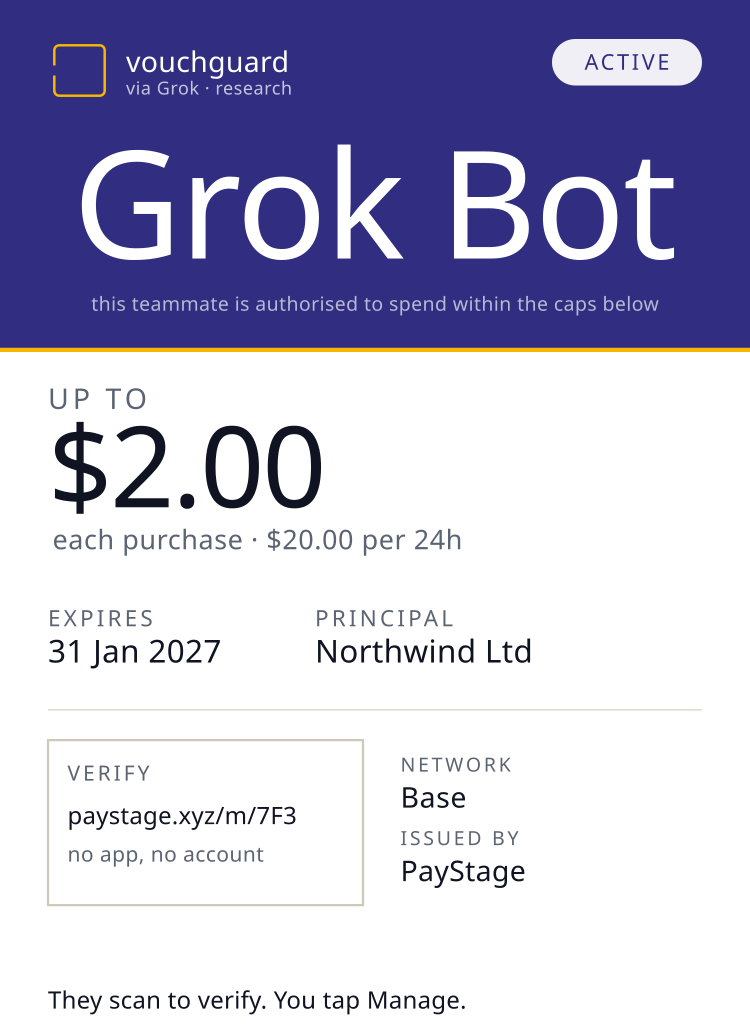 vouchguard
via Grok · research
ACTIVE
Grok Bot
this teammate is authorised to spend within the caps below
UP TO
$2.00
each purchase · $20.00 per 24h
EXPIRES
31 Jan 2027
PRINCIPAL
Northwind Ltd
VERIFY
paystage.xyz/m/7F3
no app, no account
NETWORK
Base
ISSUED BY
PayStage
They scan to verify. You tap Manage.